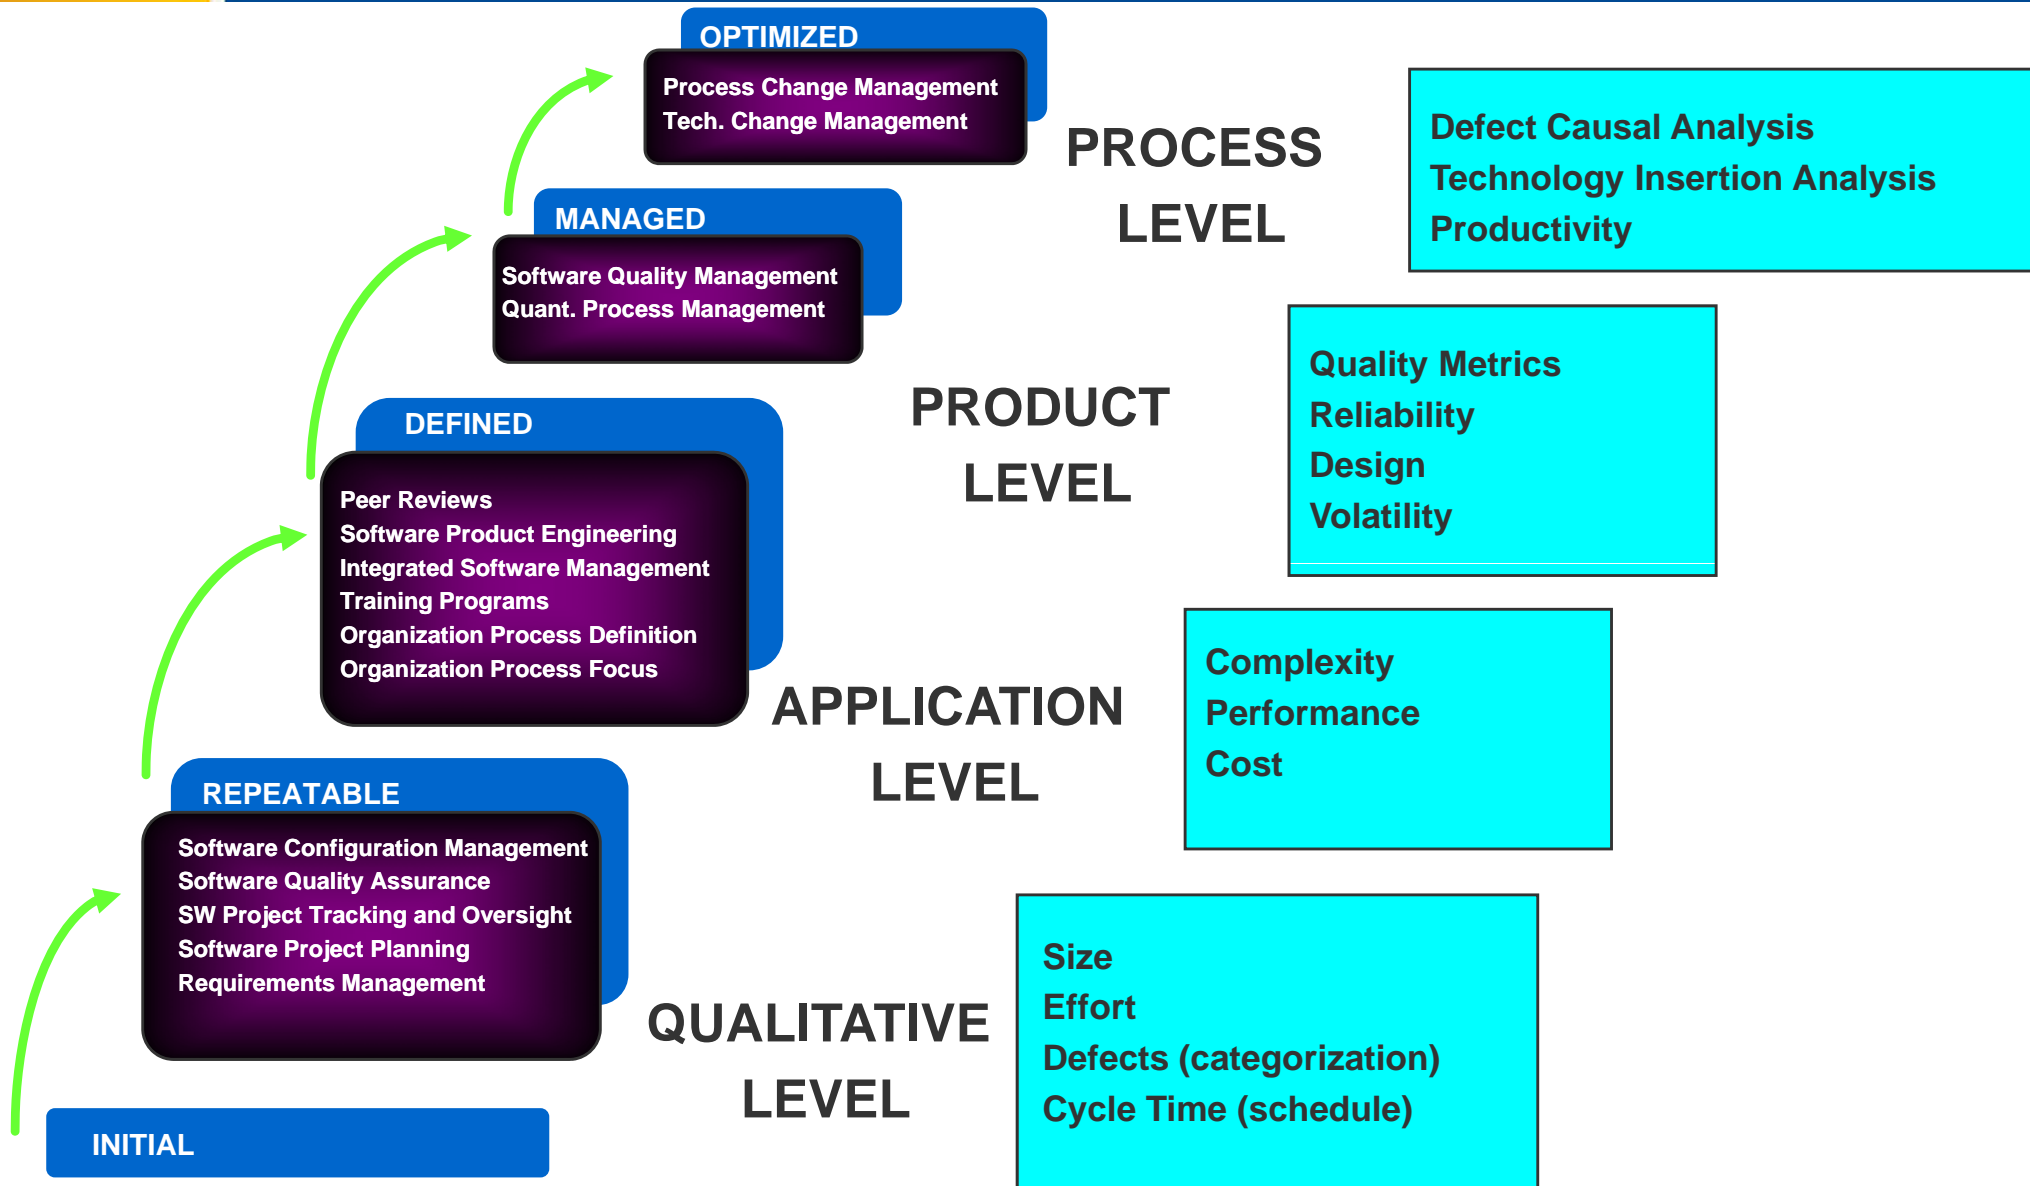 OPTIMIZED
Process Change Management
Tech. Change Management
PROCESS
LEVEL
Defect Causal Analysis
Technology Insertion Analysis
Productivity
MANAGED
Software Quality Management
Quant. Process Management
PRODUCT
LEVEL
Quality Metrics
Reliability
Design
Volatility
DEFINED
Peer Reviews
Software Product Engineering
Integrated Software Management
Training Programs
Organization Process Definition
Organization Process Focus
APPLICATION
LEVEL
Complexity
Performance
Cost
REPEATABLE
Software Configuration Management
Software Quality Assurance
SW Project Tracking and Oversight
Software Project Planning
Requirements Management
QUALITATIVE
LEVEL
Size
Effort
Defects (categorization)
Cycle Time (schedule)
INITIAL